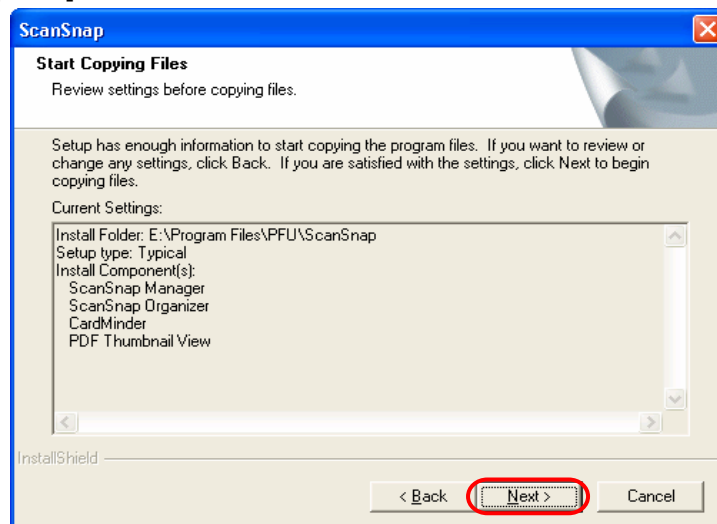 ScanSnap
Start Copying Files
Review settings before copying files.
Setup has enough information to start copying the program files. If you want to review or
change any settings, click Back. If you are satisfied with the settings, click Next to begin
copying files.
Current Settings:
Install Folder: E:\Program Files\PFU\ScanSnap
Setup type: Typical
Install Component(s):
ScanSnap Manager
ScanSnap Organizer
CardMinder
PDF Thumbnail View
InstallShield
< Back Next > Cancel